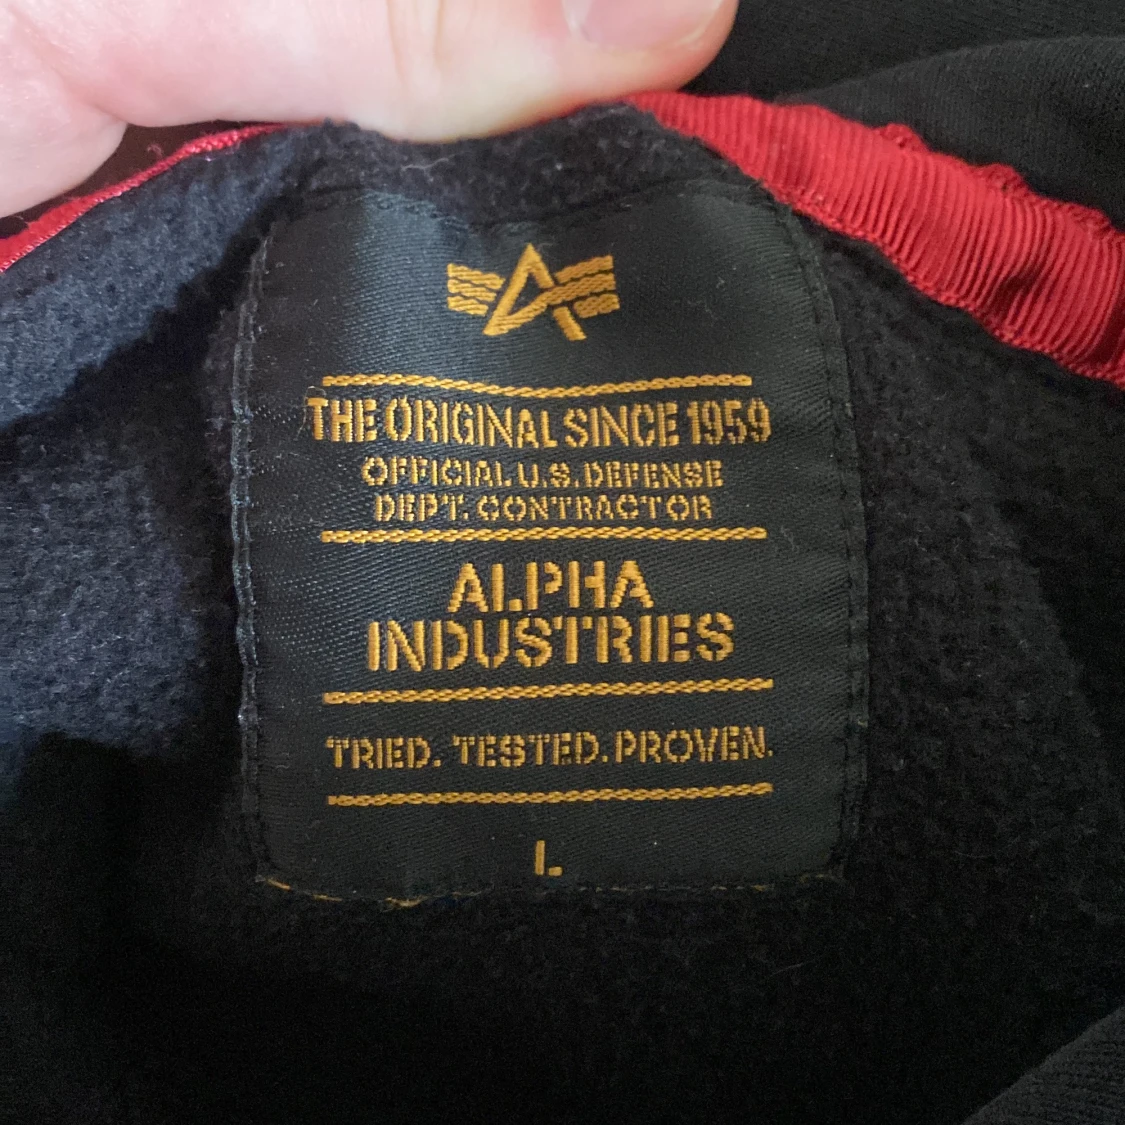 THE ORIGINAL SINCE 1959
OFFICIAL U.S. DEFENSE
DEPT. CONTRACTOR
ALPHA
INDUSTRIES
TRIED. TESTED. PROVEN.
L